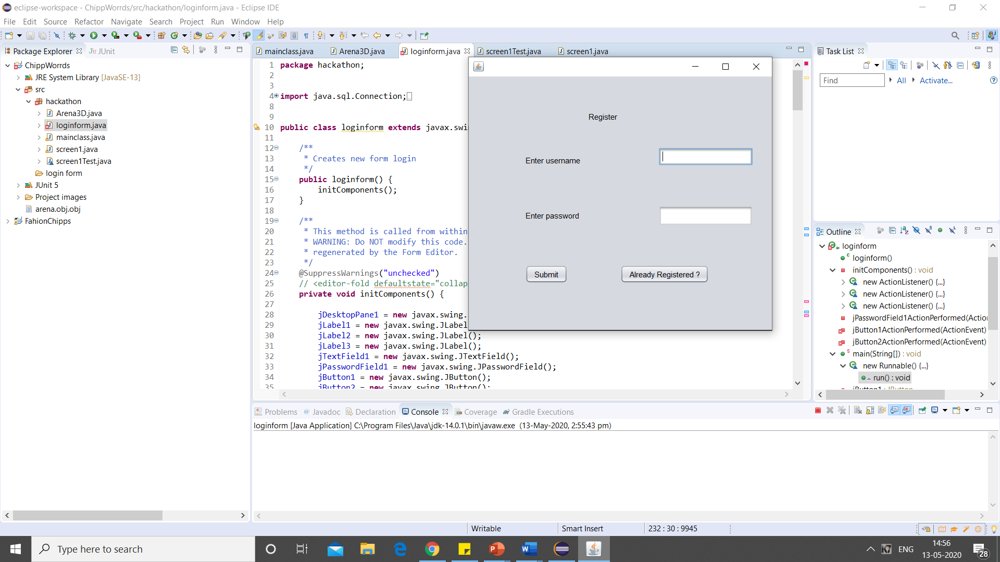 eclipse-workspace - ChippWorrds/src/hackathon/loginform.java - Eclipse IDE
File Edit Source Refactor Navigate Search Project Run Window Help
Package Explorer JUnit
ChippWorrds
JRE System Library [JavaSE-13]
src
hackathon
Arena3D.java
loginform.java
mainclass.java
screen1.java
screen1Test.java
login form
JUnit 5
Project images
arena.obj.obj
FahionChipps
mainclass.java Arena3D.java loginform.java screen1Test.java screen1.java
1 package hackathon;
2
3
4 import java.sql.Connection;
8
9
10 public class loginform extends javax.swin
11
12 /**
13 * Creates new form login
14 */
15 public loginform() {
16 initComponents();
17 }
18
19 /**
20 * This method is called from within
21 * WARNING: Do NOT modify this code.
22 * regenerated by the Form Editor.
23 */
24 @SuppressWarnings("unchecked")
25 // <editor-fold defaultstate="collap
26 private void initComponents() {
27
28 jDesktopPane1 = new javax.swing.
29 jLabel1 = new javax.swing.JLabel
30 jLabel2 = new javax.swing.JLabel();
31 jLabel3 = new javax.swing.JLabel();
32 jTextField1 = new javax.swing.JTextField();
33 jPasswordField1 = new javax.swing.JPasswordField();
34 jButton1 = new javax.swing.JButton();
35 jButton2 = new javax.swing.JButton();
Register
Enter username
Enter password
Submit Already Registered ?
Task List
Find All Activate...
Outline
loginform
loginform()
initComponents() : void
new ActionListener() {...}
new ActionListener() {...}
new ActionListener() {...}
jPasswordField1ActionPerformed(Action
jButton1ActionPerformed(ActionEvent)
jButton2ActionPerformed(ActionEvent)
main(String[]) : void
new Runnable() {...}
run() : void
jButton1 : JButton
Problems @ Javadoc Declaration Console Coverage Gradle Executions
loginform [Java Application] C:\Program Files\Java\jdk-14.0.1\bin\javaw.exe (13-May-2020, 2:55:43 pm)
Writable Smart Insert 232 : 30 : 9945
Type here to search
ENG
14:56
13-05-2020
28